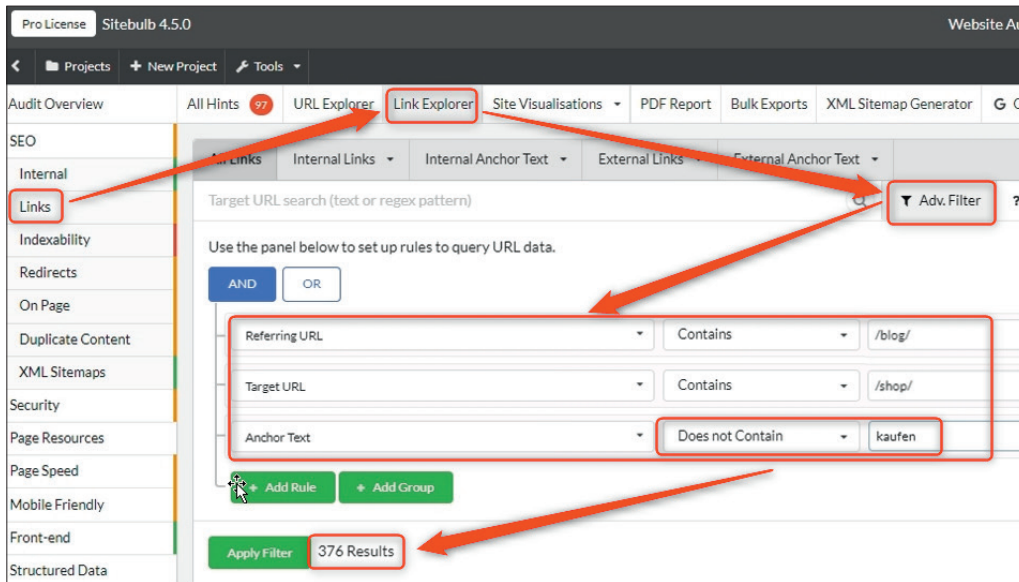 Pro License Sitebulb 4.5.0
Projects + New Project Tools
Audit Overview
All Hints 97 URL Explorer Link Explorer Site Visualisations PDF Report Bulk Exports XML Sitemap Generator G
SEO
Internal
Links
Indexability
Redirects
On Page
Duplicate Content
XML Sitemaps
Security
Page Resources
Page Speed
Mobile Friendly
Front-end
Structured Data
All Links Internal Links Internal Anchor Text External Links External Anchor Text
Target URL search (text or regex pattern)
Adv. Filter ?
Use the panel below to set up rules to query URL data.
AND OR
Referring URL Contains /blog/
Target URL Contains /shop/
Anchor Text Does not Contain kaufen
+ Add Rule + Add Group
Apply Filter 376 Results